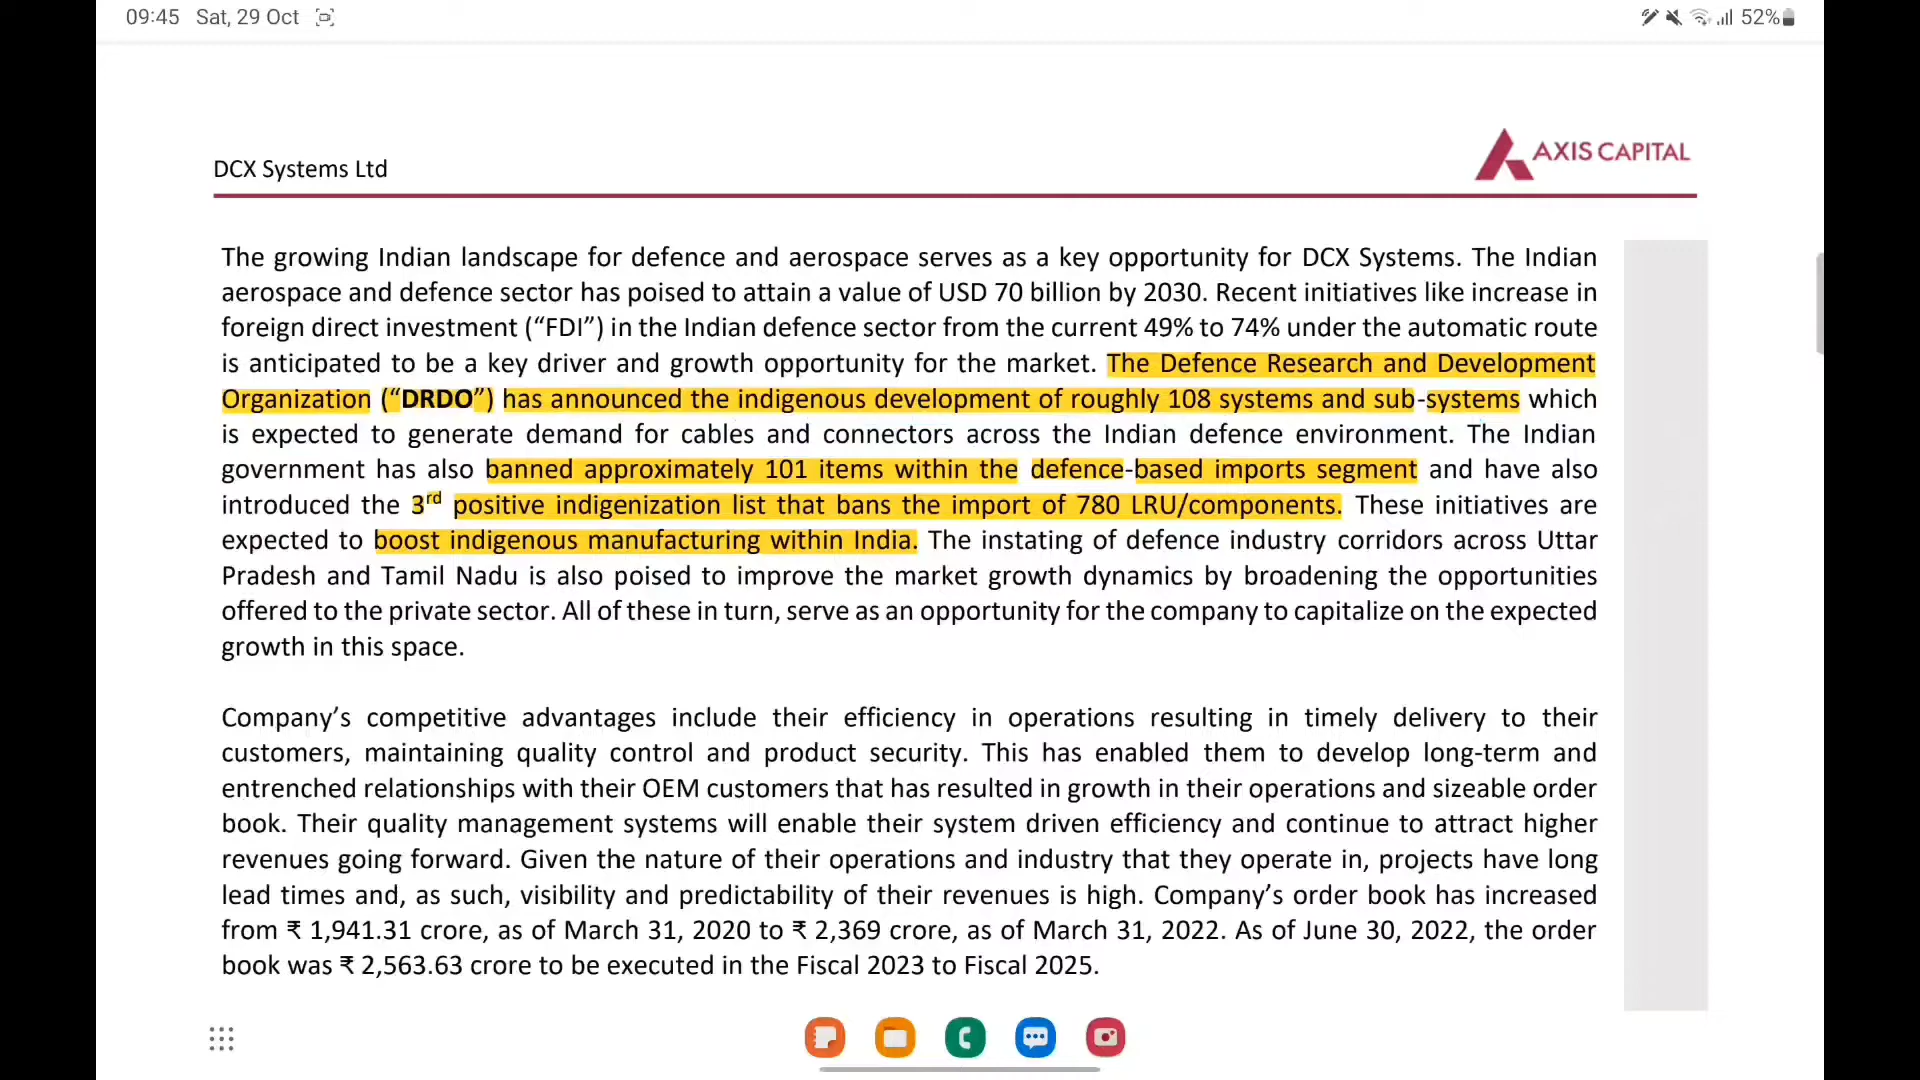 09:45 Sat, 29 Oct
52%
DCX Systems Ltd
AXIS CAPITAL
The growing Indian landscape for defence and aerospace serves as a key opportunity for DCX Systems. The Indian
aerospace and defence sector has poised to attain a value of USD 70 billion by 2030. Recent initiatives like increase in
foreign direct investment (“FDI”) in the Indian defence sector from the current 49% to 74% under the automatic route
is anticipated to be a key driver and growth opportunity for the market. The Defence Research and Development
Organization (“DRDO”) has announced the indigenous development of roughly 108 systems and sub-systems which
is expected to generate demand for cables and connectors across the Indian defence environment. The Indian
government has also banned approximately 101 items within the defence-based imports segment and have also
introduced the 3rd positive indigenization list that bans the import of 780 LRU/components. These initiatives are
expected to boost indigenous manufacturing within India. The instating of defence industry corridors across Uttar
Pradesh and Tamil Nadu is also poised to improve the market growth dynamics by broadening the opportunities
offered to the private sector. All of these in turn, serve as an opportunity for the company to capitalize on the expected
growth in this space.
Company’s competitive advantages include their efficiency in operations resulting in timely delivery to their
customers, maintaining quality control and product security. This has enabled them to develop long-term and
entrenched relationships with their OEM customers that has resulted in growth in their operations and sizeable order
book. Their quality management systems will enable their system driven efficiency and continue to attract higher
revenues going forward. Given the nature of their operations and industry that they operate in, projects have long
lead times and, as such, visibility and predictability of their revenues is high. Company’s order book has increased
from ₹ 1,941.31 crore, as of March 31, 2020 to ₹ 2,369 crore, as of March 31, 2022. As of June 30, 2022, the order
book was ₹ 2,563.63 crore to be executed in the Fiscal 2023 to Fiscal 2025.